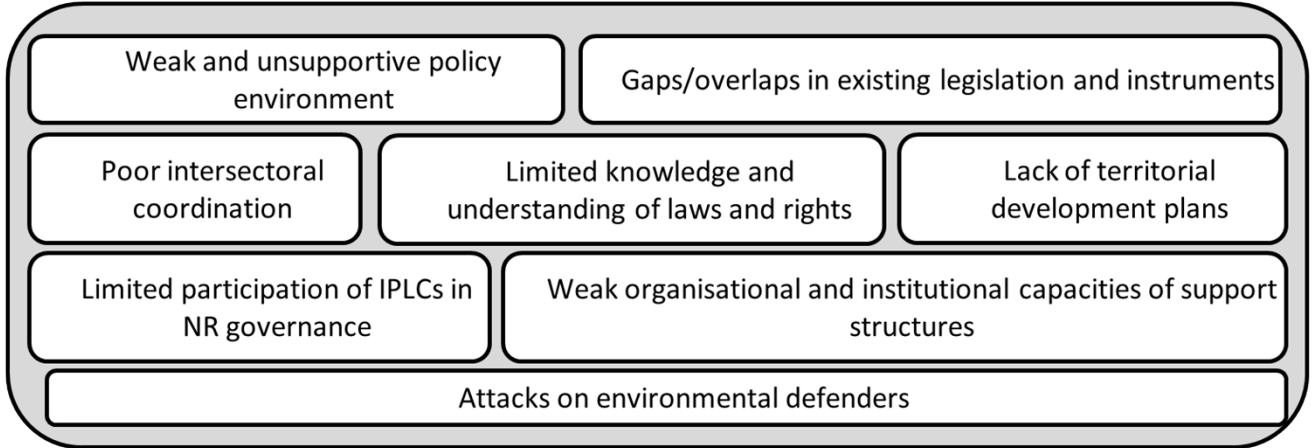 Weak and unsupportive policy
environment
Gaps/overlaps in existing legislation and instruments
Poor intersectoral
coordination
Limited knowledge and
understanding of laws and rights
Lack of territorial
development plans
Limited participation of IPLCs in
NR governance
Weak organisational and institutional capacities of support
structures
Attacks on environmental defenders